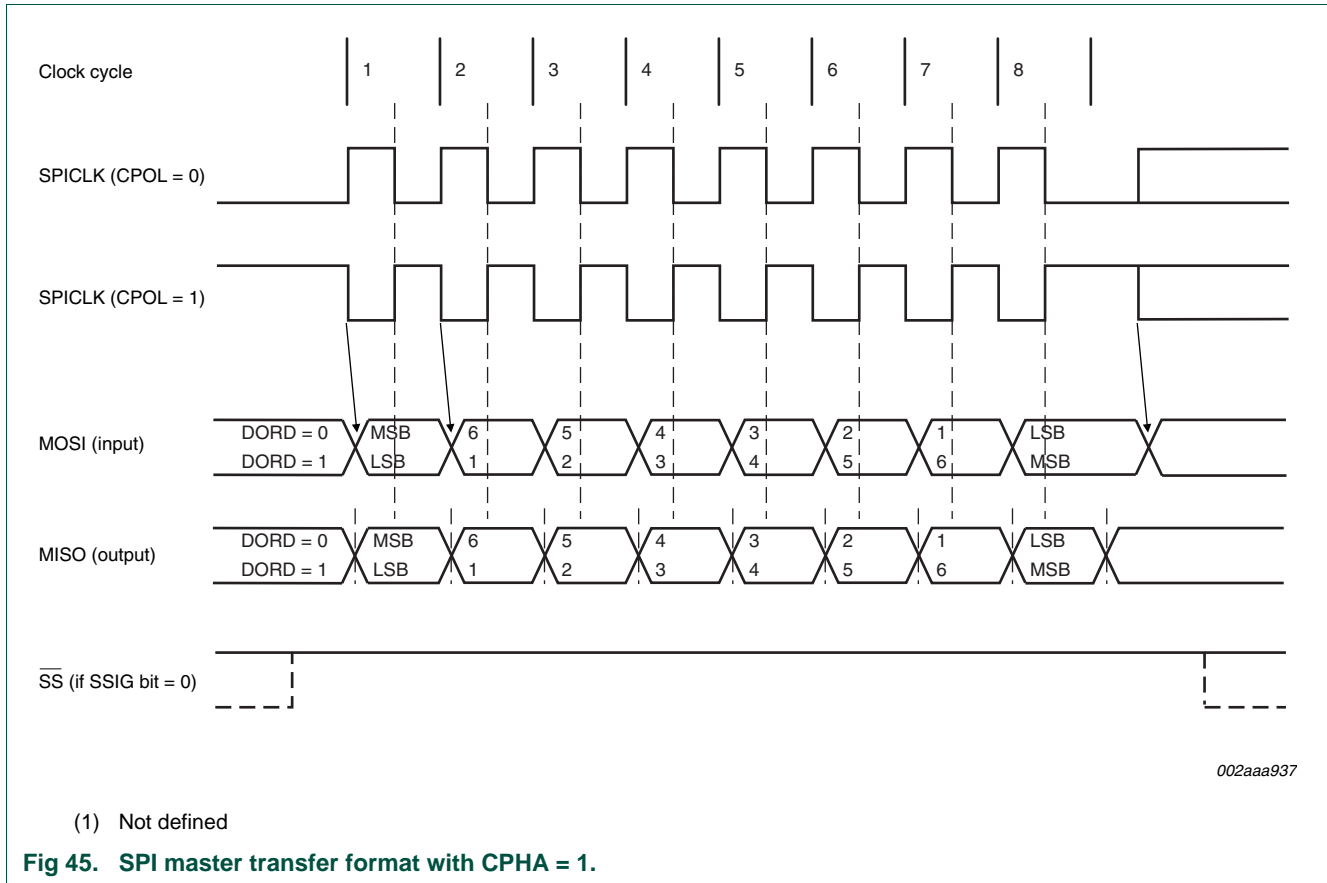 Clock cycle 1 2 3 4 5 6 7 8
SPICLK (CPOL = 0)
SPICLK (CPOL = 1)
MOSI (input)
DORD = 0 MSB 6 5 4 3 2 1 LSB
DORD = 1 LSB 1 2 3 4 5 6 MSB
MISO (output)
DORD = 0 MSB 6 5 4 3 2 1 LSB
DORD = 1 LSB 1 2 3 4 5 6 MSB
S̅S̅ (if SSIG bit = 0)
002aaa937
(1) Not defined
Fig 45. SPI master transfer format with CPHA = 1.